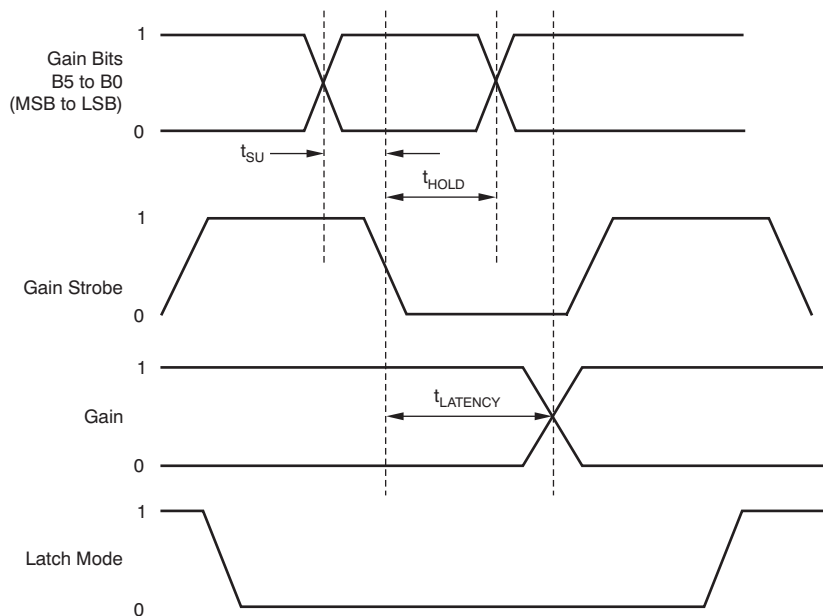 Gain Bits
B5 to B0
(MSB to LSB)
1
0
tSU
tHOLD
Gain Strobe
1
0
Gain
1
0
tLATENCY
Latch Mode
1
0